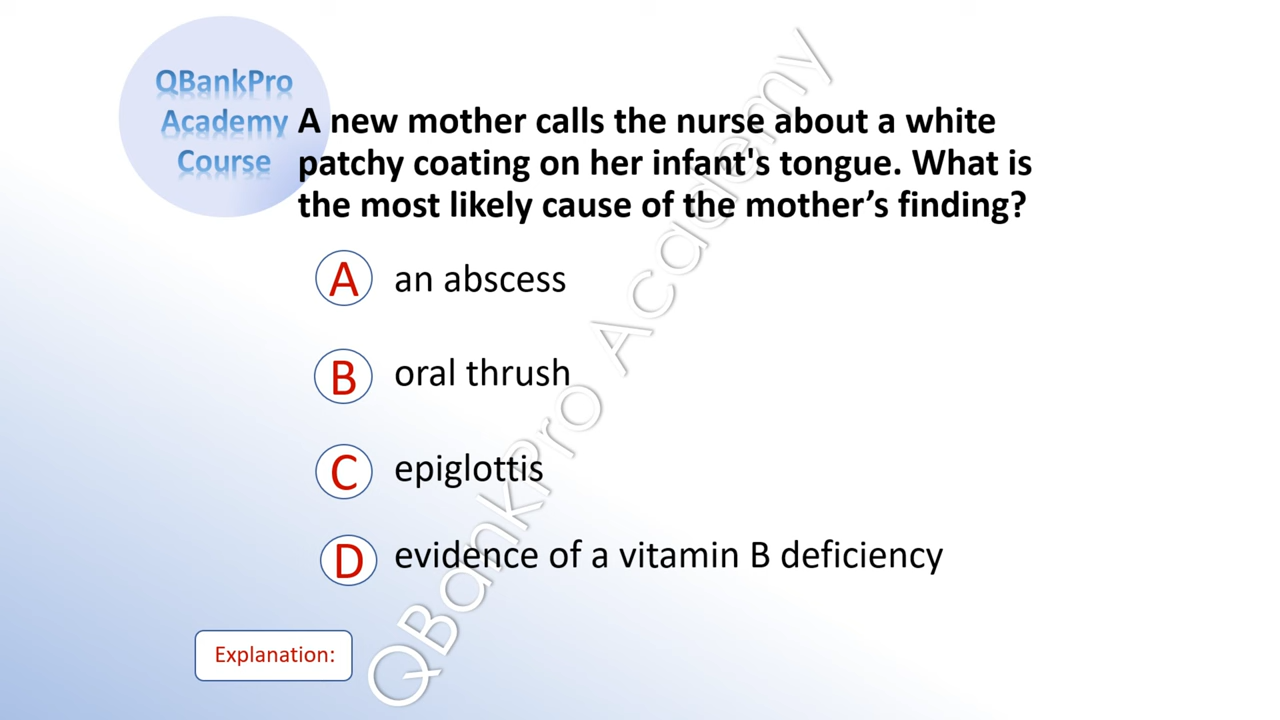 QBankPro
Academy
Course
A new mother calls the nurse about a white
patchy coating on her infant's tongue. What is
the most likely cause of the mother’s finding?
A an abscess
B oral thrush
C epiglottis
D evidence of a vitamin B deficiency
Explanation:
QBankPro Academy